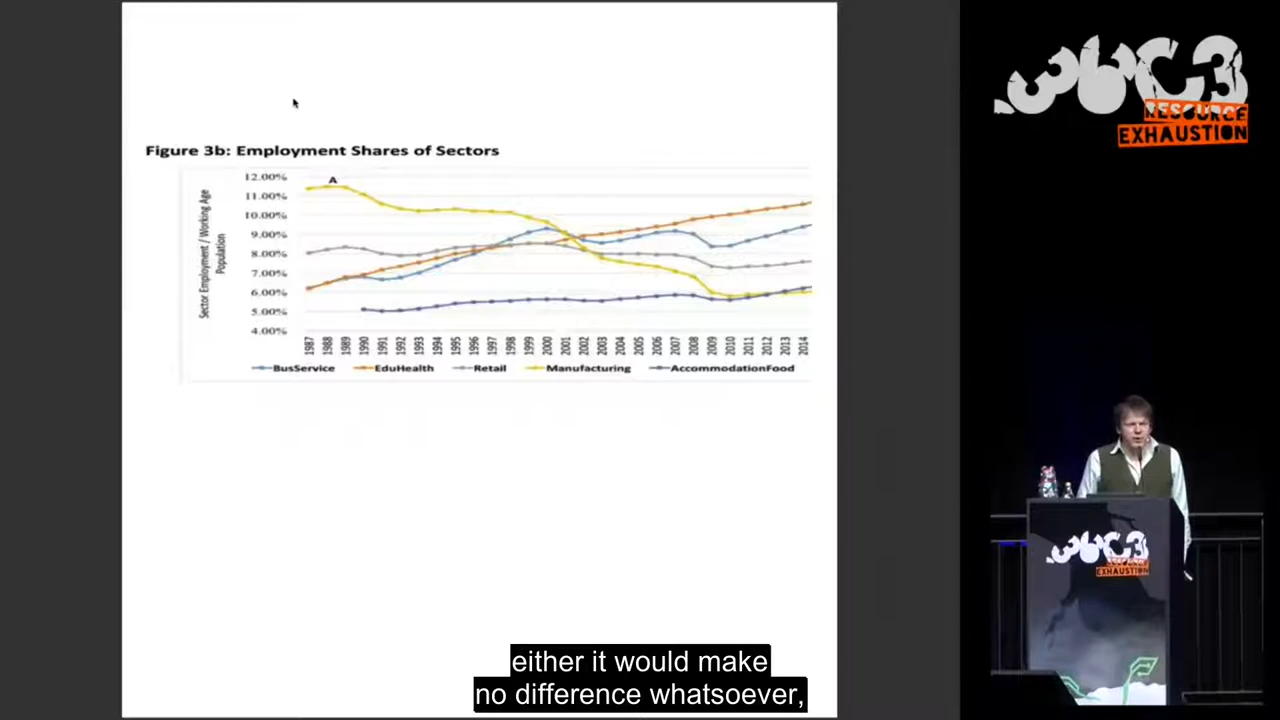 36C3
RESOURCE
EXHAUSTION
Figure 3b: Employment Shares of Sectors
A
Sector Employment / Working Age
Population
12.00%
11.00%
10.00%
9.00%
8.00%
7.00%
6.00%
5.00%
4.00%
1987 1988 1989 1990 1991 1992 1993 1994 1995 1996 1997 1998 1999 2000 2001 2002 2003 2004 2005 2006 2007 2008 2009 2010 2011 2012 2013 2014
BusService EduHealth Retail Manufacturing AccommodationFood
36C3
EXHAUSTION
either it would make
no difference whatsoever,